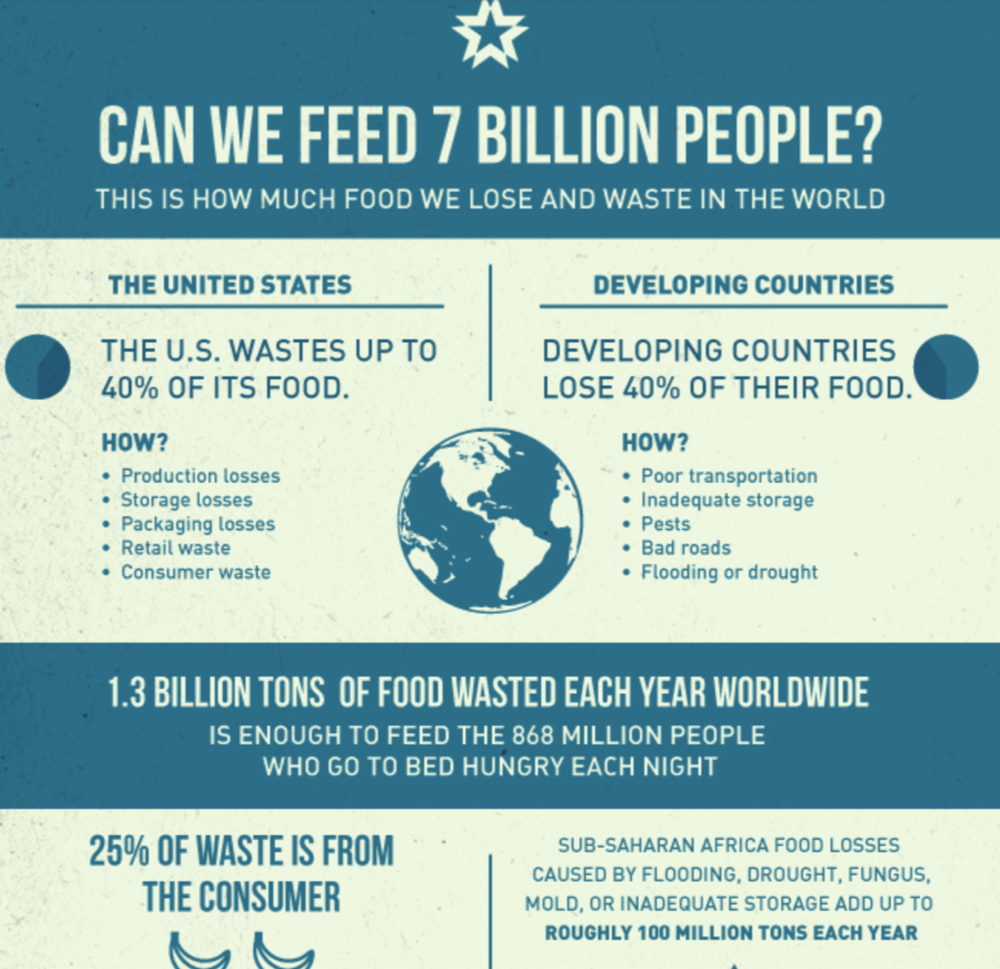 CAN WE FEED 7 BILLION PEOPLE?
THIS IS HOW MUCH FOOD WE LOSE AND WASTE IN THE WORLD
THE UNITED STATES
THE U.S. WASTES UP TO
40% OF ITS FOOD.
HOW?
• Production losses
• Storage losses
• Packaging losses
• Retail waste
• Consumer waste
DEVELOPING COUNTRIES
DEVELOPING COUNTRIES
LOSE 40% OF THEIR FOOD.
HOW?
• Poor transportation
• Inadequate storage
• Pests
• Bad roads
• Flooding or drought
1.3 BILLION TONS OF FOOD WASTED EACH YEAR WORLDWIDE
IS ENOUGH TO FEED THE 868 MILLION PEOPLE
WHO GO TO BED HUNGRY EACH NIGHT
25% OF WASTE IS FROM
THE CONSUMER
SUB-SAHARAN AFRICA FOOD LOSSES
CAUSED BY FLOODING, DROUGHT, FUNGUS,
MOLD, OR INADEQUATE STORAGE ADD UP TO
ROUGHLY 100 MILLION TONS EACH YEAR